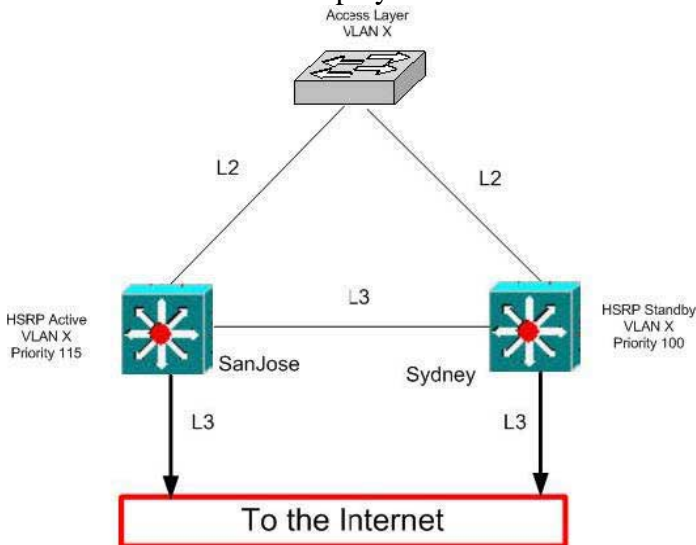 Access Layer
VLAN X
L2
L2
L3
HSRP Active
VLAN X
Priority 115
HSRP Standby
VLAN X
Priority 100
SanJose
Sydney
L3
L3
To the Internet